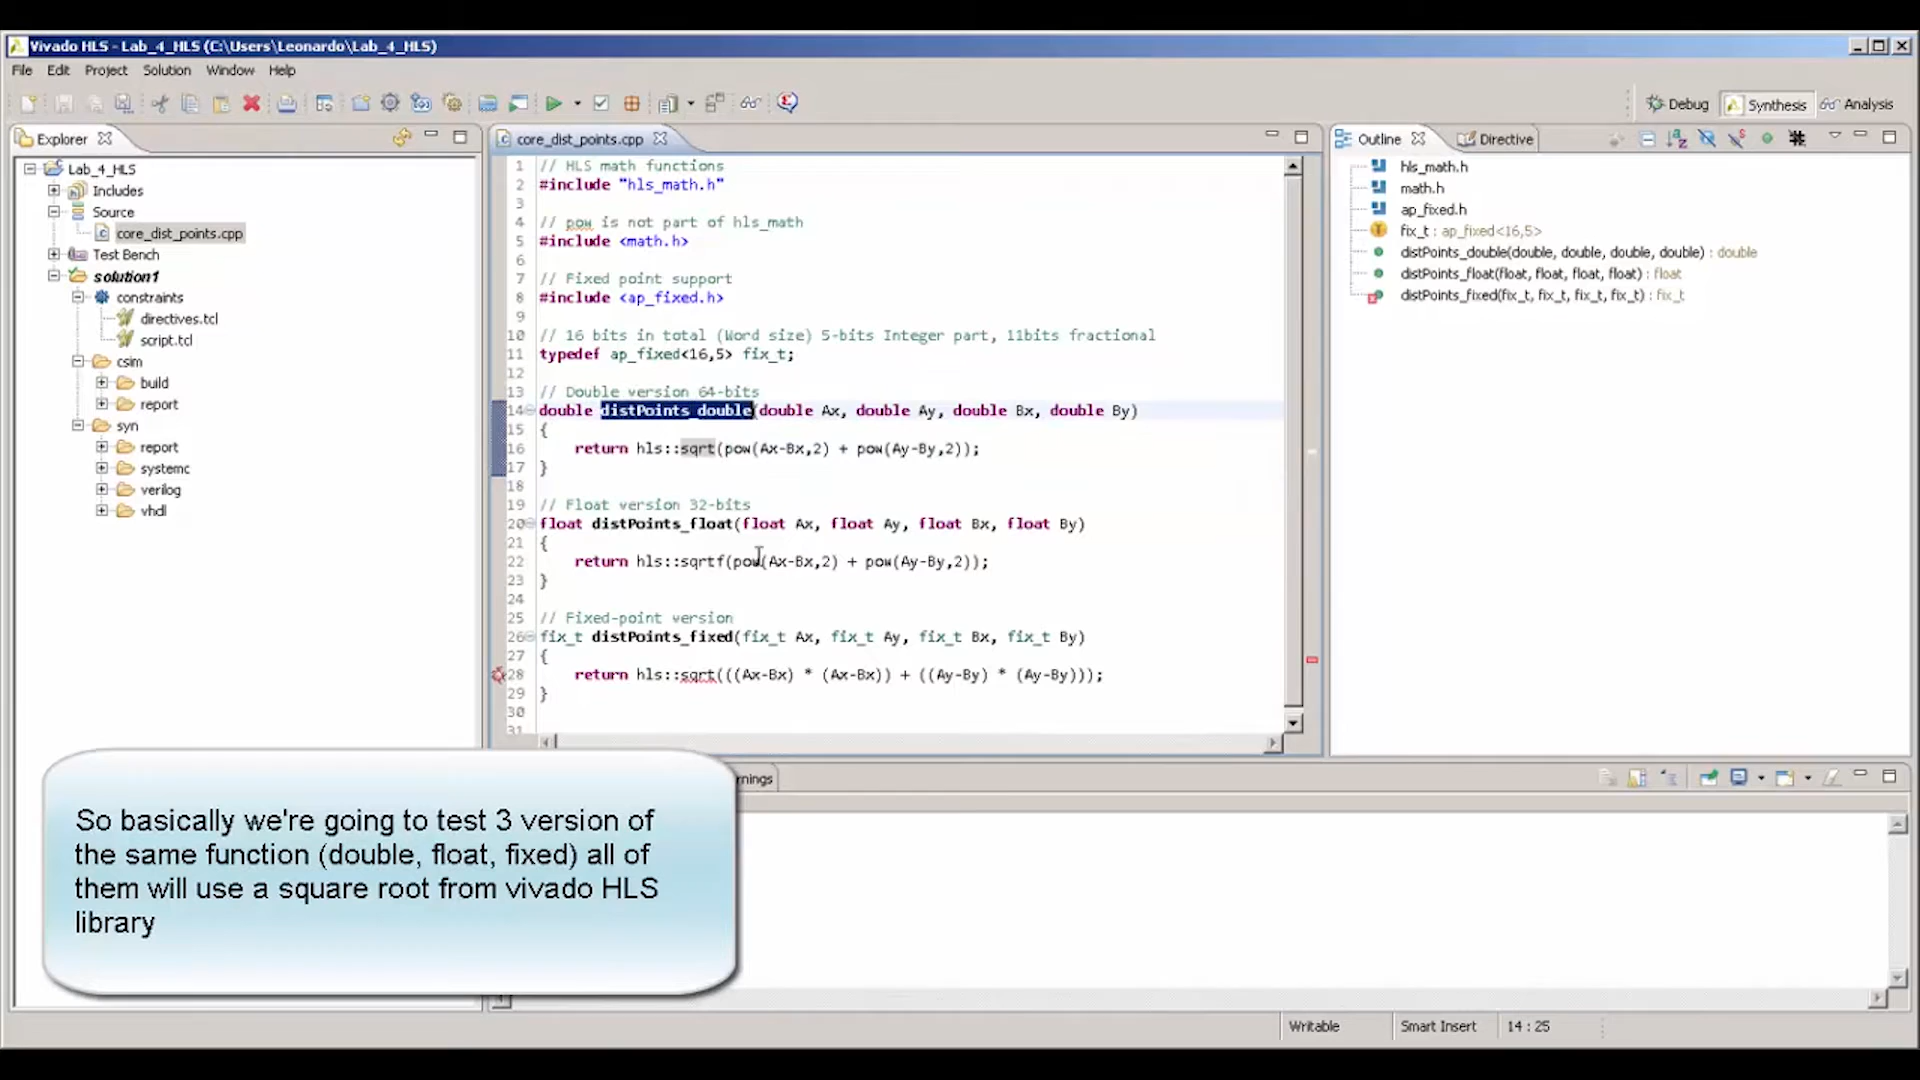 Vivado HLS - Lab_4_HLS (C:\Users\Leonardo\Lab_4_HLS)
File Edit Project Solution Window Help
Debug Synthesis Analysis
Explorer
Lab_4_HLS
Includes
Source
core_dist_points.cpp
Test Bench
solution1
constraints
directives.tcl
script.tcl
csim
build
report
syn
report
systemc
verilog
vhdl
core_dist_points.cpp
1 // HLS math functions
2 #include "hls_math.h"
3
4 // pow is not part of hls_math
5 #include <math.h>
6
7 // Fixed point support
8 #include <ap_fixed.h>
9
10 // 16 bits in total (Word size) 5-bits Integer part, 11bits fractional
11 typedef ap_fixed<16,5> fix_t;
12
13 // Double version 64-bits
14 double distPoints_double(double Ax, double Ay, double Bx, double By)
15 {
16 return hls::sqrt(pow(Ax-Bx,2) + pow(Ay-By,2));
17 }
18
19 // Float version 32-bits
20 float distPoints_float(float Ax, float Ay, float Bx, float By)
21 {
22 return hls::sqrtf(pow(Ax-Bx,2) + pow(Ay-By,2));
23 }
24
25 // Fixed-point version
26 fix_t distPoints_fixed(fix_t Ax, fix_t Ay, fix_t Bx, fix_t By)
27 {
28 return hls::sqrt(((Ax-Bx) * (Ax-Bx)) + ((Ay-By) * (Ay-By)));
29 }
30
31
Outline Directive
hls_math.h
math.h
ap_fixed.h
fix_t : ap_fixed<16,5>
distPoints_double(double, double, double, double) : double
distPoints_float(float, float, float, float) : float
distPoints_fixed(fix_t, fix_t, fix_t, fix_t) : fix_t
rnings
So basically we're going to test 3 version of
the same function (double, float, fixed) all of
them will use a square root from vivado HLS
library
Writable Smart Insert 14 : 25